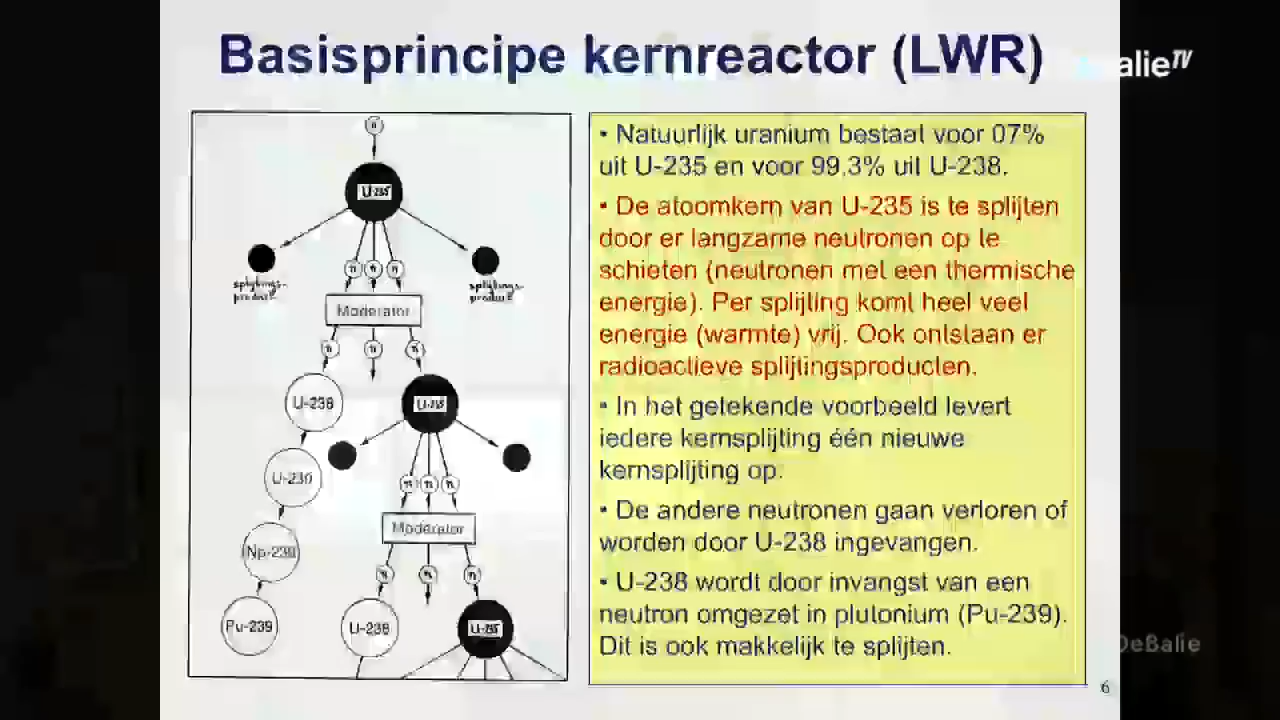 Basisprincipe kernreactor (LWR)
alieTV
n
U-235
splijtings-
product
splijtings-
product
n n n
Moderator
n n n
U-238
U-235
U-239
n n n
Moderator
Np-239
n n n
Pu-239
U-238
U-235
• Natuurlijk uranium bestaat voor 07%
uit U-235 en voor 99,3% uit U-238.
• De atoomkern van U-235 is te splijten
door er langzame neutronen op te
schieten (neutronen met een thermische
energie). Per splijting komt heel veel
energie (warmte) vrij. Ook ontstaan er
radioactieve splijtingsproducten.
• In het getekende voorbeeld levert
iedere kernsplijting één nieuwe
kernsplijting op.
• De andere neutronen gaan verloren of
worden door U-238 ingevangen.
• U-238 wordt door invangst van een
neutron omgezet in plutonium (Pu-239).
Dit is ook makkelijk te splijten.
DeBalie
6